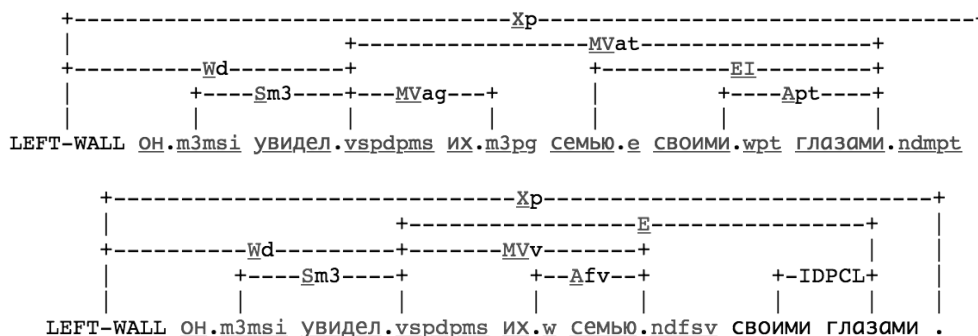 +-------------------------------------------Xp------------------------------------------+
|                           +-----------------------MVat----------------------+
+-------------Wd------------+                       +-------------EI------------+
|            +-----Sm3------+----MVag----+          |            +-----Apt------+
|            |              |            |          |            |              |
LEFT-WALL он.m3msi увидел.vspdpms их.m3pg семью.e своими.wpt глазами.ndmpt
+----------------------------------------Xp---------------------------------------+
|                            +-----------------------E----------------------+     |
+-------------Wd-------------+---------MVv-----------+                      |     |
|            +------Sm3------+            +---Afv----+            +-IDPCL+     |
|            |               |            |          |            |        |     |
LEFT-WALL он.m3msi увидел.vspdpms их.w семью.ndfsv своими глазами .